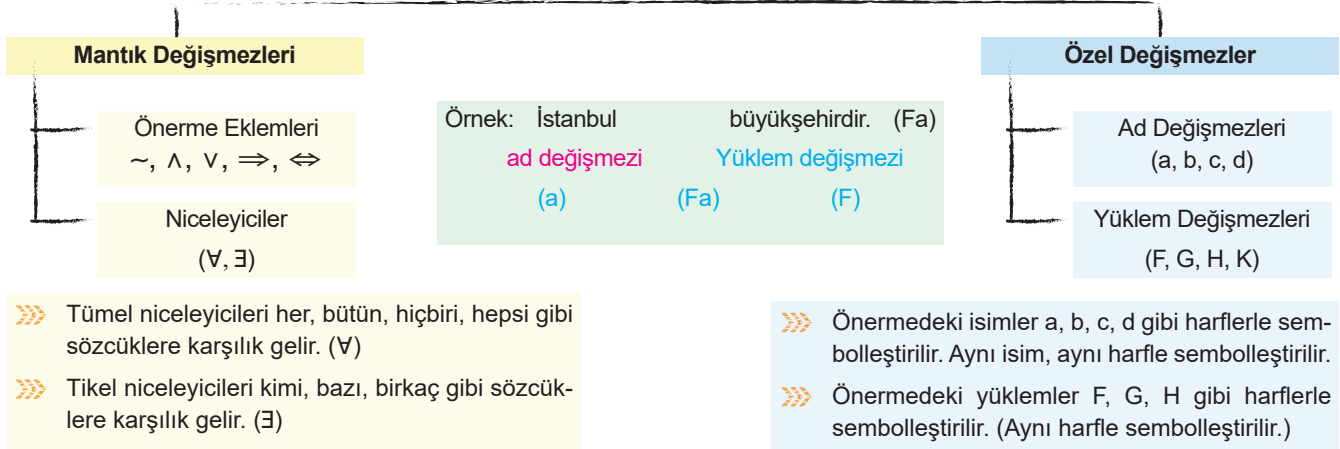 Mantık Değişmezleri
Önerme Eklemleri
~, ∧, ∨, ⇒, ⇔
Niceleyiciler
(∀, ∃)
Örnek: İstanbul büyükşehirdir. (Fa)
ad değişmezi Yüklem değişmezi
(a) (Fa) (F)
Özel Değişmezler
Ad Değişmezleri
(a, b, c, d)
Yüklem Değişmezleri
(F, G, H, K)
Tümel niceleyicileri her, bütün, hiçbiri, hepsi gibi
sözcüklere karşılık gelir. (∀)
Tikel niceleyicileri kimi, bazı, birkaç gibi sözcük-
lere karşılık gelir. (∃)
Önermedeki isimler a, b, c, d gibi harflerle sem-
bolleştirilir. Aynı isim, aynı harfle sembolleştirilir.
Önermedeki yüklemler F, G, H gibi harflerle
sembolleştirilir. (Aynı harfle sembolleştirilir.)